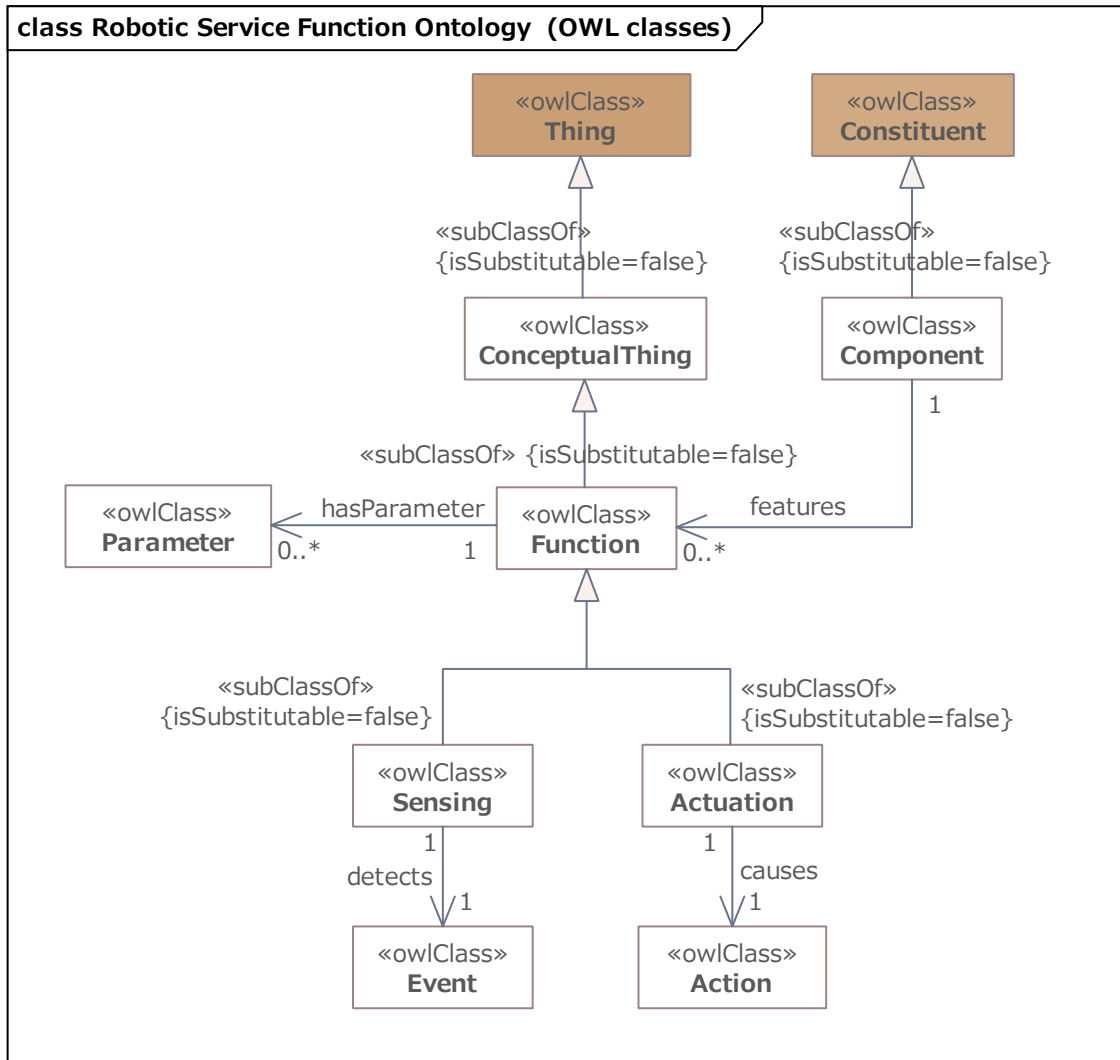 class Robotic Service Function Ontology (OWL classes)
«owlClass»
Thing
«owlClass»
Constituent
«subClassOf»
{isSubstitutable=false}
«subClassOf»
{isSubstitutable=false}
«owlClass»
ConceptualThing
«owlClass»
Component
1
«subClassOf» {isSubstitutable=false}
«owlClass»
Parameter
hasParameter
0..*
1
«owlClass»
Function
features
0..*
«subClassOf»
{isSubstitutable=false}
«subClassOf»
{isSubstitutable=false}
«owlClass»
Sensing
«owlClass»
Actuation
1
detects
1
1
causes
1
«owlClass»
Event
«owlClass»
Action